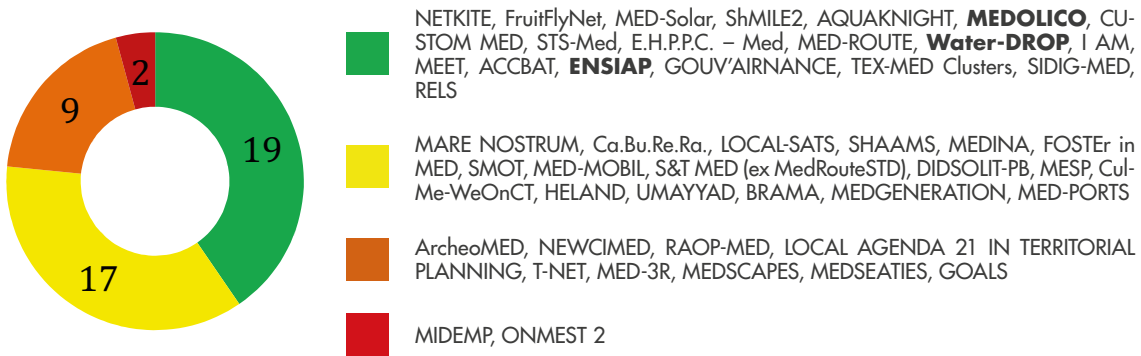 NETKITE, FruitFlyNet, MED-Solar, ShMILE2, AQUAKNIGHT, MEDOLICO, CU-
STOM MED, STS-Med, E.H.P.P.C. – Med, MED-ROUTE, Water-DROP, I AM,
MEET, ACCBAT, ENSIAP, GOUV'AIRNANCE, TEX-MED Clusters, SIDIG-MED,
RELS
MARE NOSTRUM, Ca.Bu.Re.Ra., LOCAL-SATS, SHAAMS, MEDINA, FOSTEr in
MED, SMOT, MED-MOBIL, S&T MED (ex MedRouteSTD), DIDSOLIT-PB, MESP, Cul-
Me-WeOnCT, HELAND, UMAYYAD, BRAMA, MEDGENERATION, MED-PORTS
ArcheoMED, NEWCIMED, RAOP-MED, LOCAL AGENDA 21 IN TERRITORIAL
PLANNING, T-NET, MED-3R, MEDSCAPES, MEDSEATIES, GOALS
MIDEMP, ONMEST 2
2
9
19
17